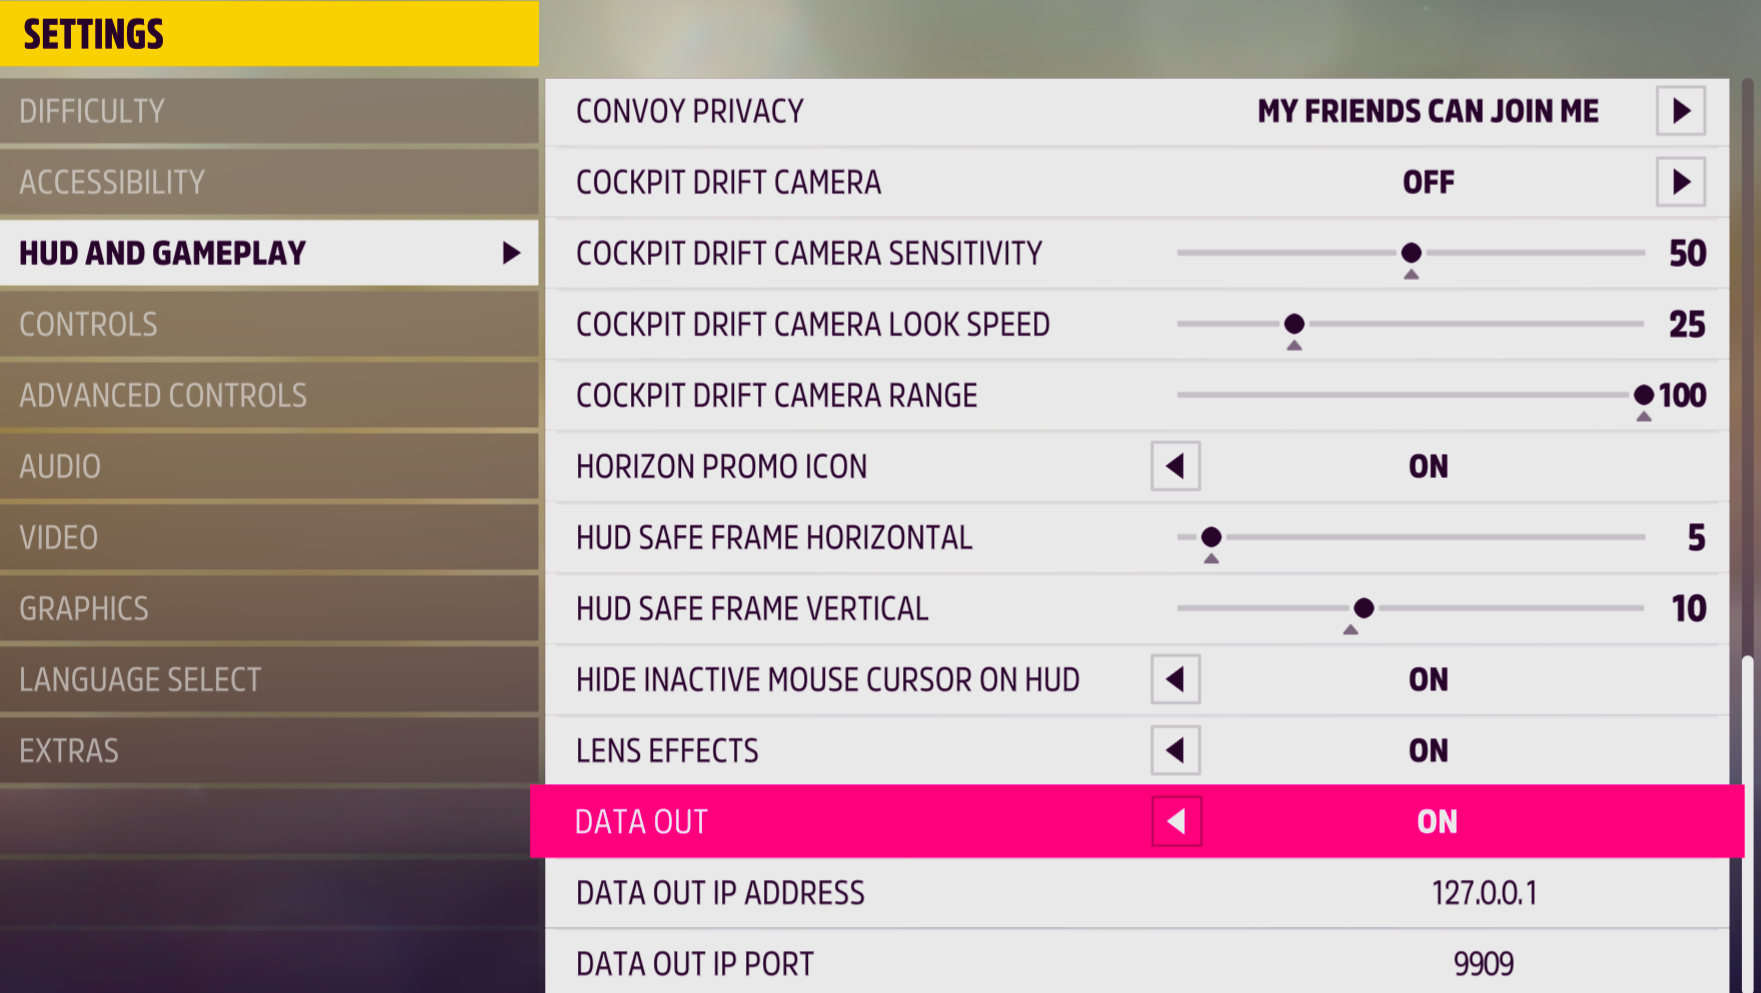 SETTINGS
DIFFICULTY
ACCESSIBILITY
HUD AND GAMEPLAY
CONTROLS
ADVANCED CONTROLS
AUDIO
VIDEO
GRAPHICS
LANGUAGE SELECT
EXTRAS
CONVOY PRIVACY MY FRIENDS CAN JOIN ME
COCKPIT DRIFT CAMERA OFF
COCKPIT DRIFT CAMERA SENSITIVITY 50
COCKPIT DRIFT CAMERA LOOK SPEED 25
COCKPIT DRIFT CAMERA RANGE 100
HORIZON PROMO ICON ON
HUD SAFE FRAME HORIZONTAL 5
HUD SAFE FRAME VERTICAL 10
HIDE INACTIVE MOUSE CURSOR ON HUD ON
LENS EFFECTS ON
DATA OUT ON
DATA OUT IP ADDRESS 127.0.0.1
DATA OUT IP PORT 9909